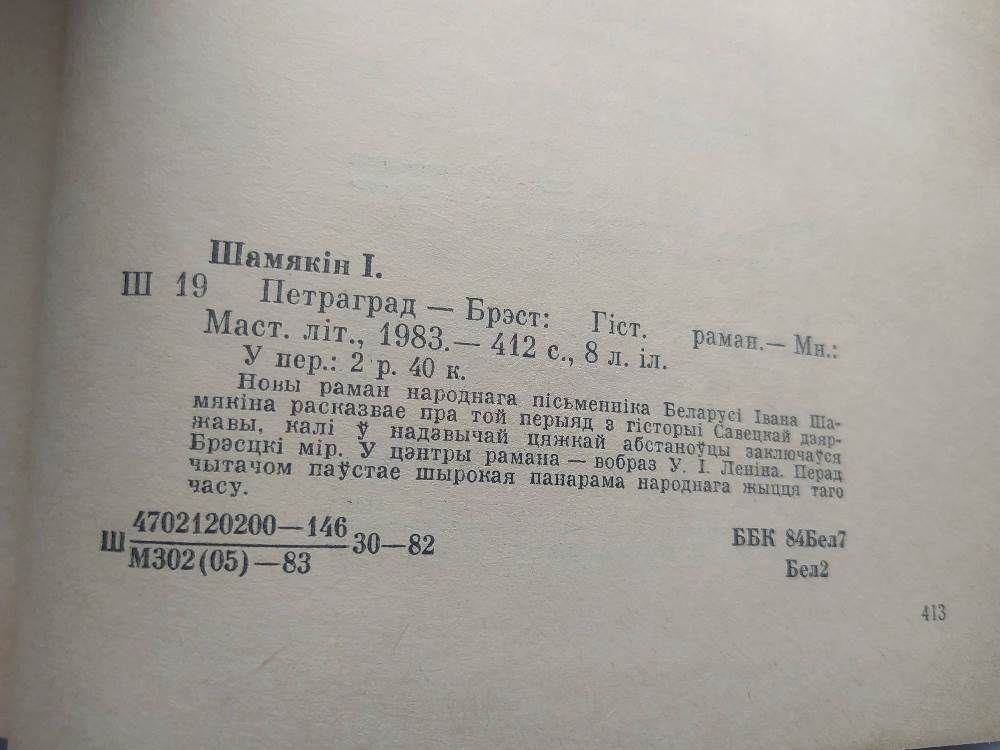 Шамякін І.
Ш 19 Петраград — Брэст: Гіст. раман.— Мн.:
Маст. літ., 1983.— 412 с., 8 л. іл.
У пер.: 2 р. 40 к.
Новы раман народнага пісьменніка Беларусі Івана Ша-
мякіна расказвае пра той перыяд з гісторыі Савецкай дзяр-
жавы, калі ў надзвычай цяжкай абстаноўцы заключаўся
Брэсцкі мір. У цэнтры рамана — вобраз У. І. Леніна. Перад
чытачом паўстае шырокая панарама народнага жыцця таго
часу.
4702120200—146
Ш 30—82
М302(05)—83
ББК 84Бел7
Бел2
413